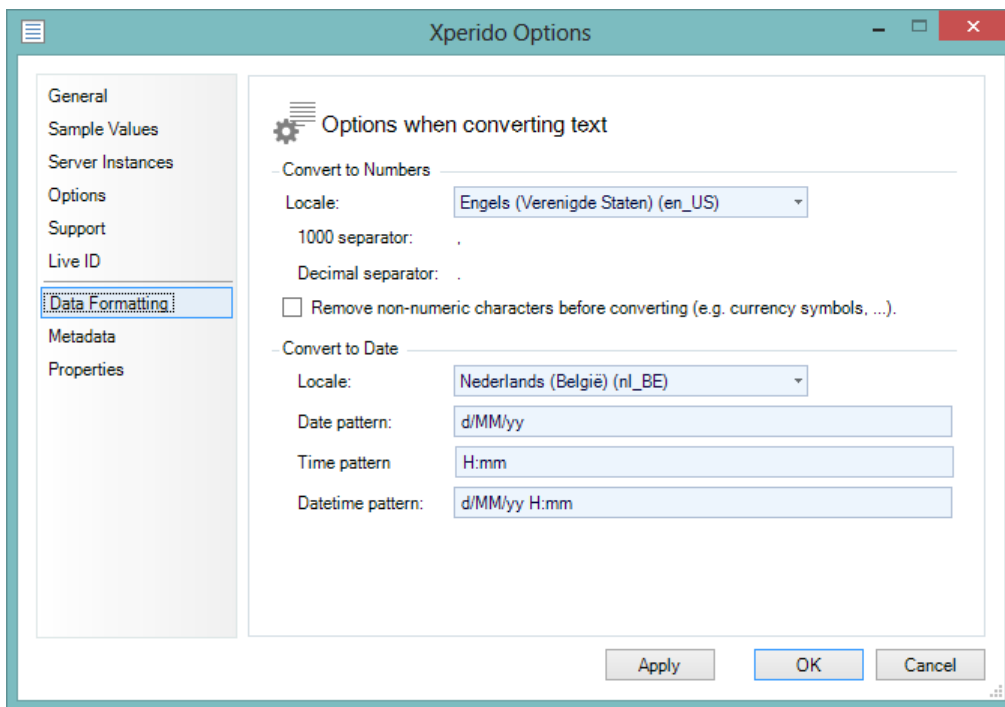 Xperido Options
General
Sample Values
Server Instances
Options
Support
Live ID
Data Formatting
Metadata
Properties
Options when converting text
Convert to Numbers
Locale: Engels (Verenigde Staten) (en_US)
1000 separator: ,
Decimal separator: .
Remove non-numeric characters before converting (e.g. currency symbols, ...).
Convert to Date
Locale: Nederlands (België) (nl_BE)
Date pattern: d/MM/yy
Time pattern H:mm
Datetime pattern: d/MM/yy H:mm
Apply OK Cancel